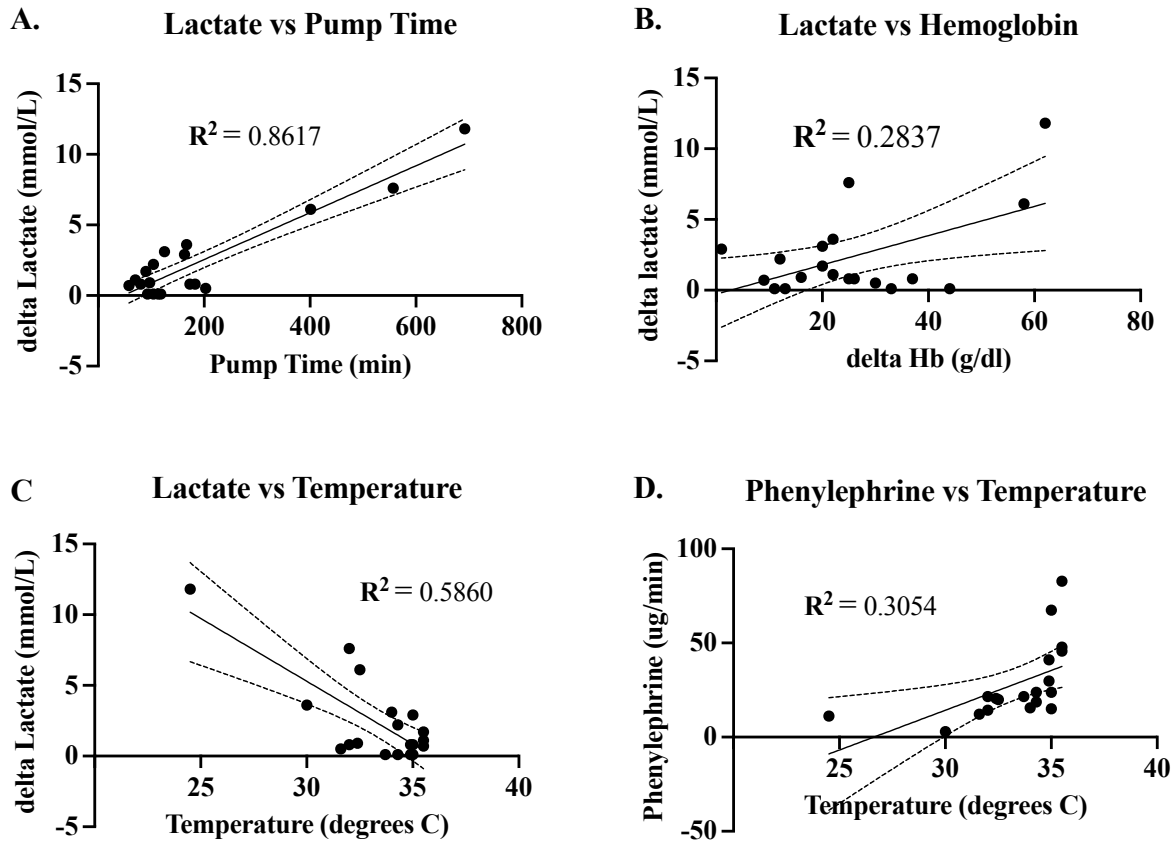 A.
Lactate vs Pump Time
15
10
5
0
-5
delta Lactate (mmol/L)
R² = 0.8617
200
400
600
800
Pump Time (min)
B.
Lactate vs Hemoglobin
15
10
5
0
-5
delta lactate (mmol/L)
R² = 0.2837
20
40
60
80
delta Hb (g/dl)
C
Lactate vs Temperature
15
10
5
0
-5
delta Lactate (mmol/L)
R² = 0.5860
25
30
35
40
Temperature (degrees C)
D.
Phenylephrine vs Temperature
100
50
0
-50
Phenylephrine (ug/min)
R² = 0.3054
25
30
35
40
Temperature (degrees C)